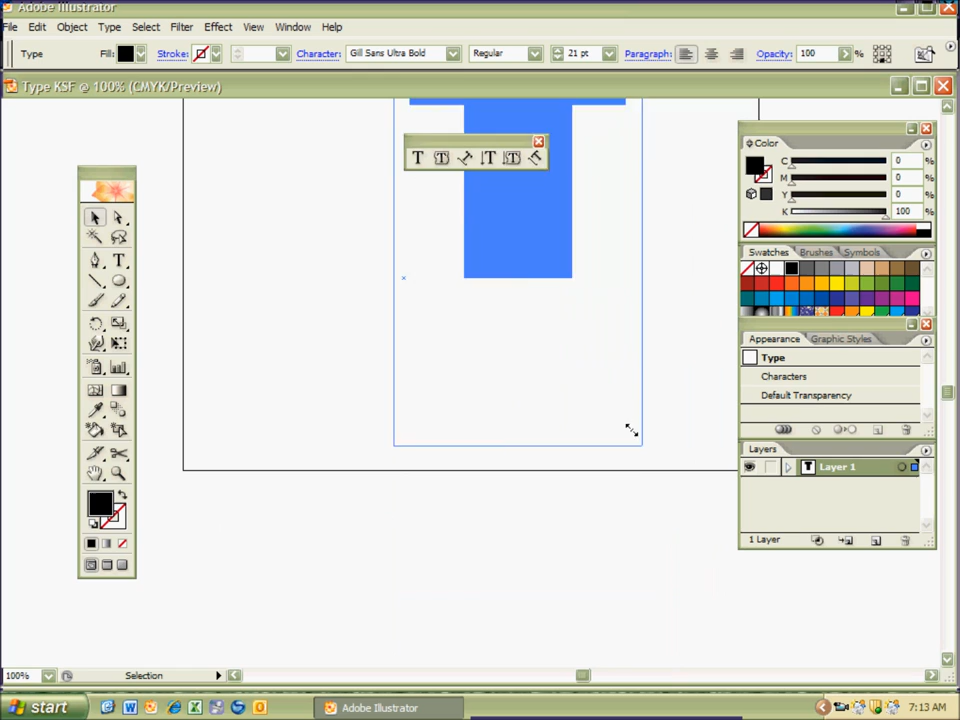 Adobe Illustrator
File Edit Object Type Select Filter Effect View Window Help
Type Fill: Stroke: Character: Gill Sans Ultra Bold Regular 21 pt Paragraph: Opacity: 100 %
Type KSF @ 100% (CMYK/Preview)
T T T T T T
Color
C 0 %
M 0 %
Y 0 %
K 100 %
Swatches Brushes Symbols
Appearance Graphic Styles
Type
Characters
Default Transparency
Layers
T Layer 1
1 Layer
T
100% Selection
start W X O Adobe Illustrator 7:13 AM